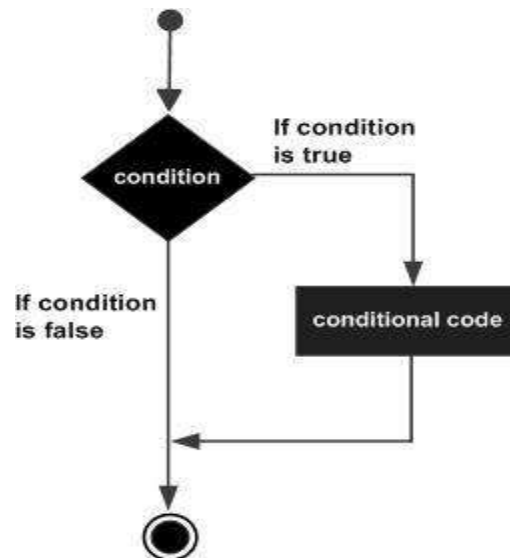 If condition
is true
condition
If condition
is false
conditional code